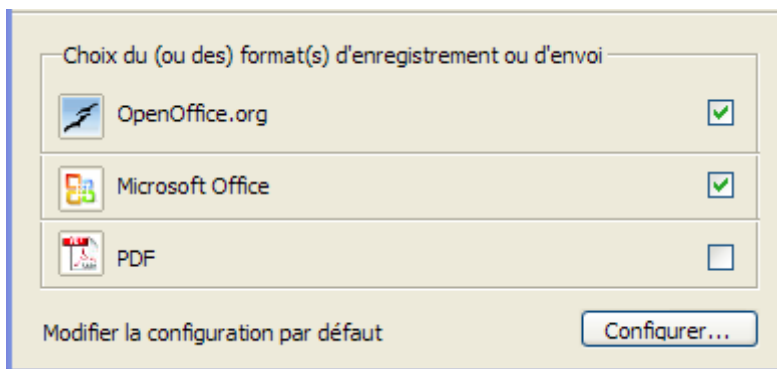 Choix du (ou des) format(s) d'enregistrement ou d'envoi
OpenOffice.org
Microsoft Office
PDF
Modifier la configuration par défaut
Configurer...